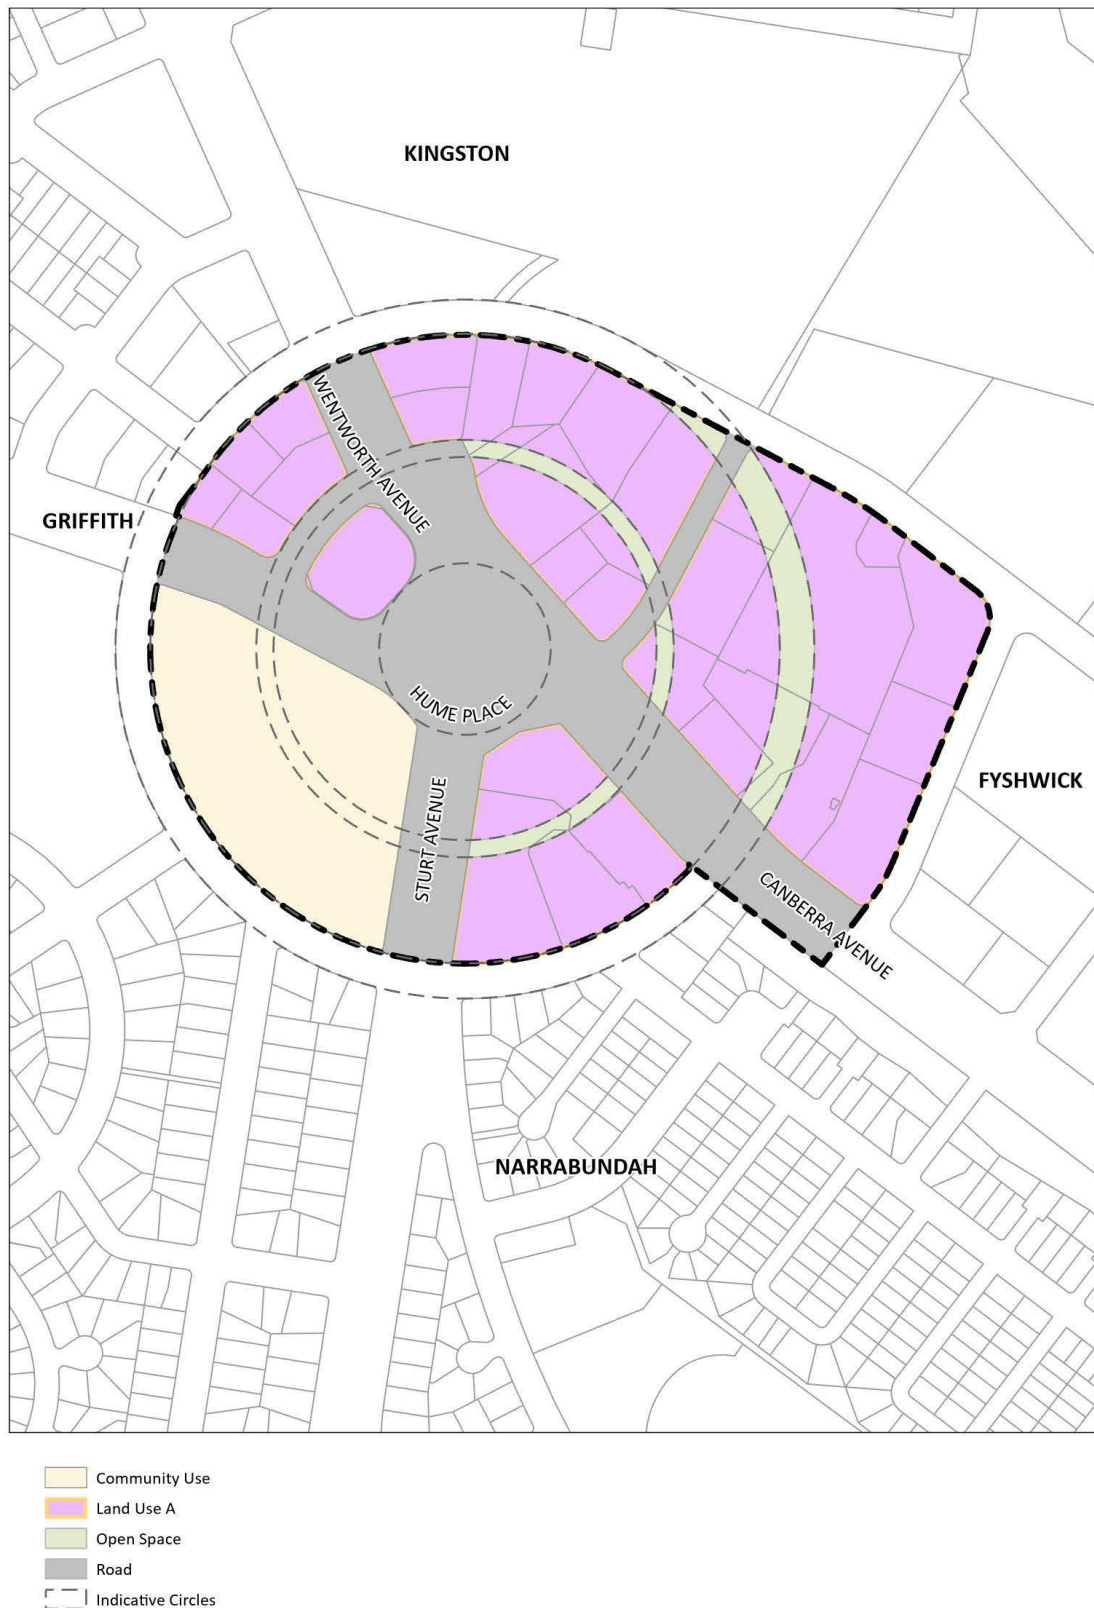 KINGSTON
WENTWORTH AVENUE
GRIFFITH
HUME PLACE
FYSHWICK
STURT AVENUE
CANBERRA AVENUE
NARRABUNDAH
Community Use
Land Use A
Open Space
Road
Indicative Circles